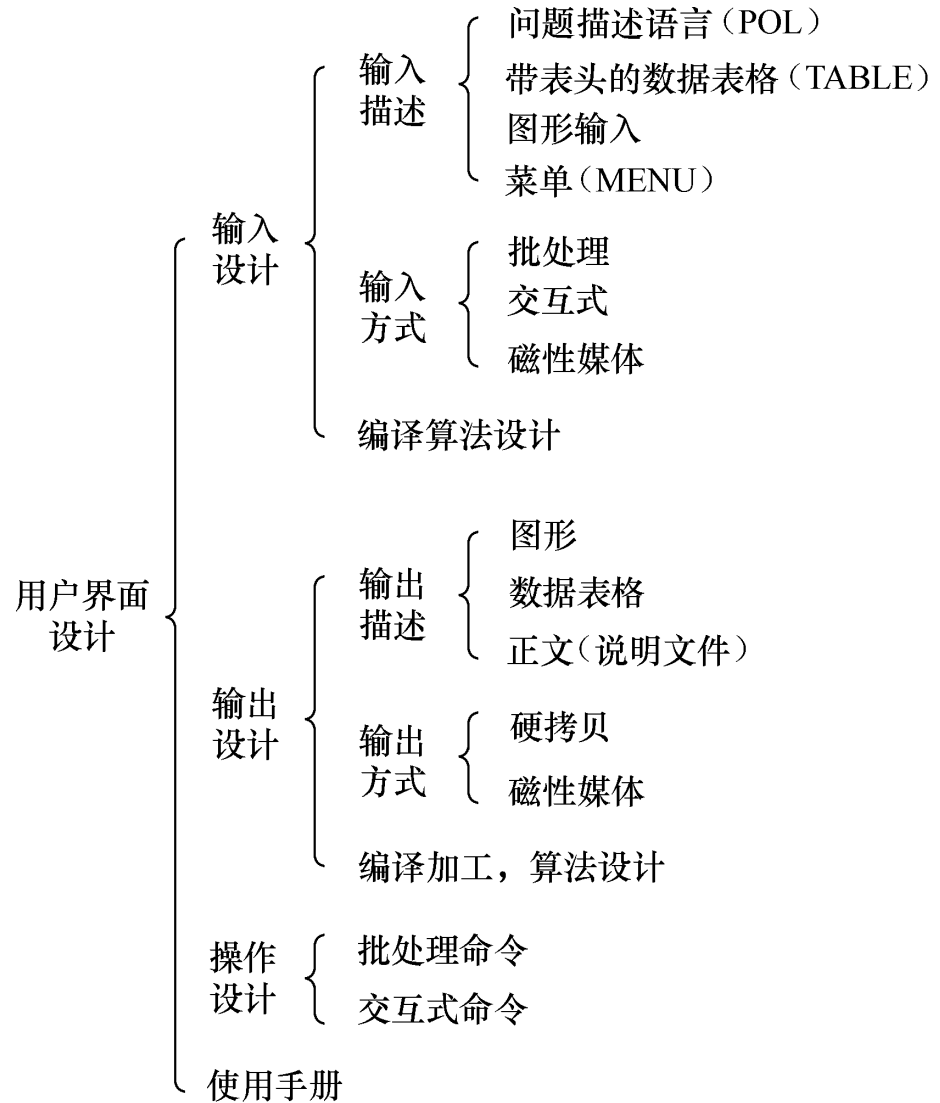 用户界面
设计
输入
设计
输入
描述
问题描述语言（POL）
带表头的数据表格（TABLE）
图形输入
菜单（MENU）
输入
方式
批处理
交互式
磁性媒体
编译算法设计
输出
设计
输出
描述
图形
数据表格
正文（说明文件）
输出
方式
硬拷贝
磁性媒体
编译加工，算法设计
操作
设计
批处理命令
交互式命令
使用手册